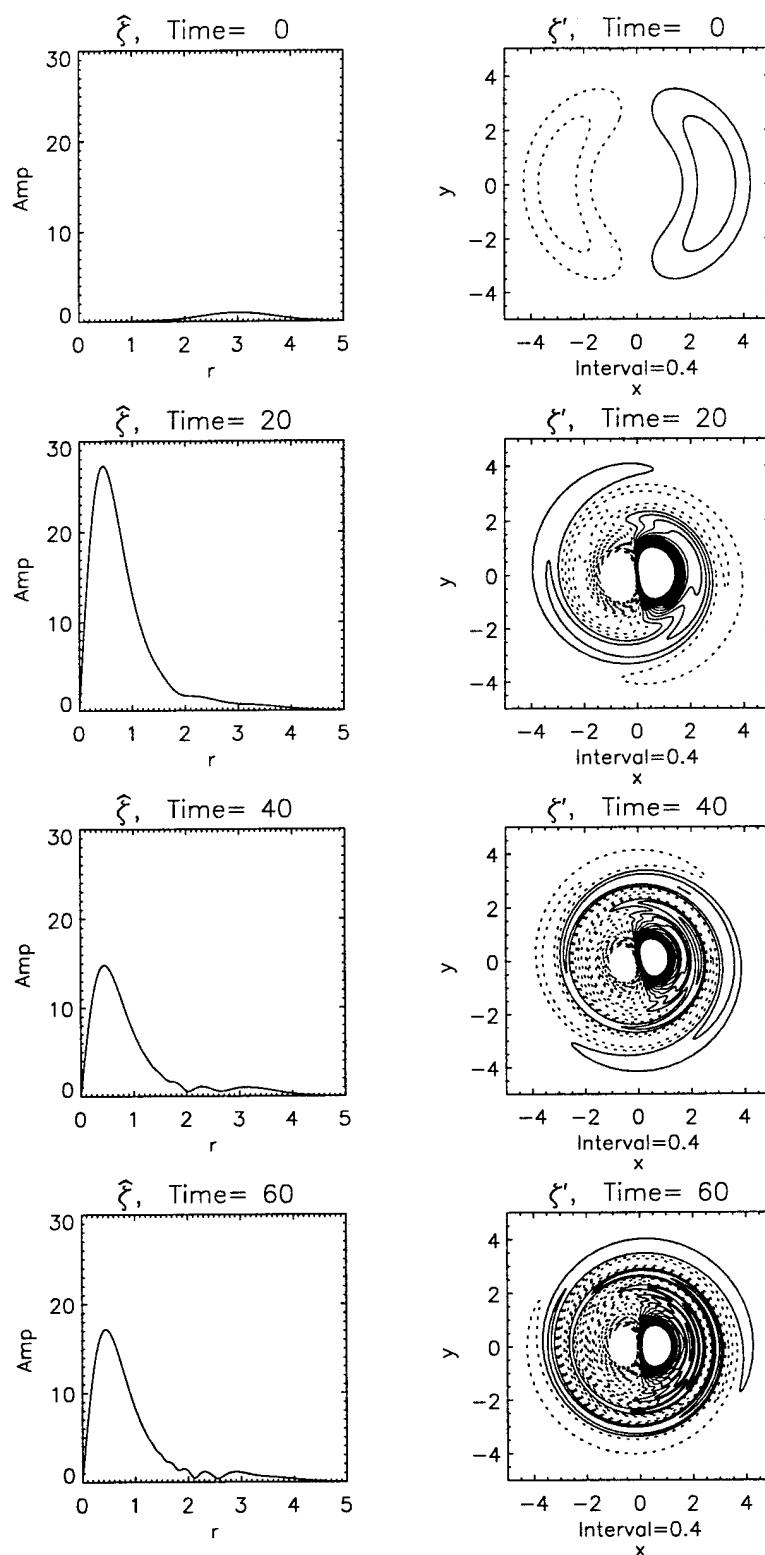 ζ̂, Time= 0
30
20
10
0
Amp
0 1 2 3 4 5
r
ζ′, Time= 0
4
2
0
−2
−4
y
−4 −2 0 2 4
Interval=0.4
x
ζ̂, Time= 20
30
20
10
0
Amp
0 1 2 3 4 5
r
ζ′, Time= 20
4
2
0
−2
−4
y
−4 −2 0 2 4
Interval=0.4
x
ζ̂, Time= 40
30
20
10
0
Amp
0 1 2 3 4 5
r
ζ′, Time= 40
4
2
0
−2
−4
y
−4 −2 0 2 4
Interval=0.4
x
ζ̂, Time= 60
30
20
10
0
Amp
0 1 2 3 4 5
r
ζ′, Time= 60
4
2
0
−2
−4
y
−4 −2 0 2 4
Interval=0.4
x